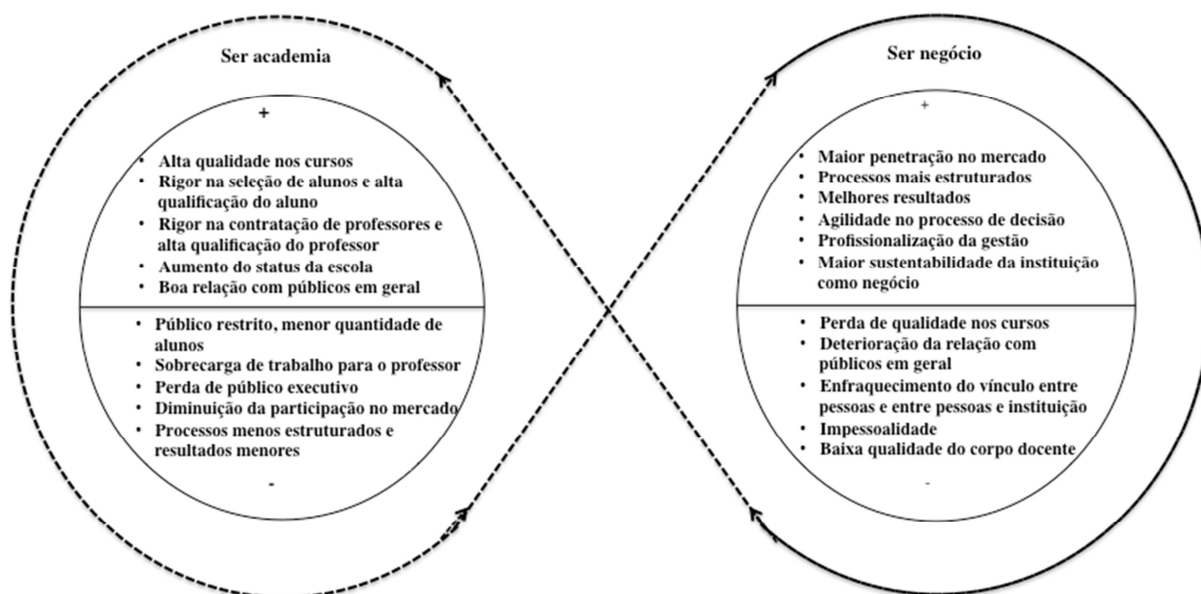 Ser academia
+
• Alta qualidade nos cursos
• Rigor na seleção de alunos e alta
qualificação do aluno
• Rigor na contratação de professores e
alta qualificação do professor
• Aumento do status da escola
• Boa relação com públicos em geral
• Público restrito, menor quantidade de
alunos
• Sobrecarga de trabalho para o professor
• Perda de público executivo
• Diminuição da participação no mercado
• Processos menos estruturados e
resultados menores
-
Ser negócio
+
• Maior penetração no mercado
• Processos mais estruturados
• Melhores resultados
• Agilidade no processo de decisão
• Profissionalização da gestão
• Maior sustentabilidade da instituição
como negócio
• Perda de qualidade nos cursos
• Deterioração da relação com
públicos em geral
• Enfraquecimento do vínculo entre
pessoas e entre pessoas e instituição
• Impessoalidade
• Baixa qualidade do corpo docente
-